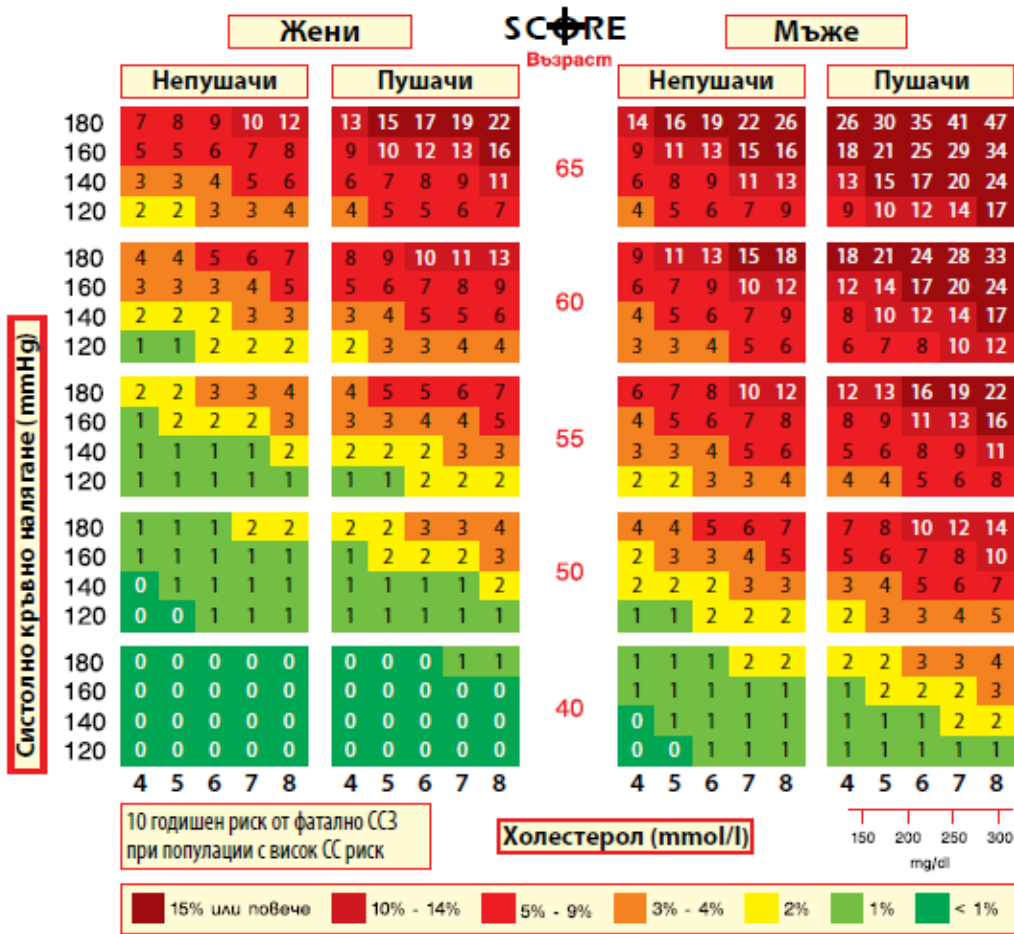 Жени SCORE Мъже
Възраст
Непушачи Пушачи Непушачи Пушачи
180 7 8 9 10 12 13 15 17 19 22 14 16 19 22 26 26 30 35 41 47
160 5 5 6 7 8 9 10 12 13 16 9 11 13 15 16 18 21 25 29 34
65
140 3 3 4 5 6 6 7 8 9 11 6 8 9 11 13 13 15 17 20 24
120 2 2 3 3 4 4 5 5 6 7 4 5 6 7 9 9 10 12 14 17
180 4 4 5 6 7 8 9 10 11 13 9 11 13 15 18 18 21 24 28 33
160 3 3 3 4 5 5 6 7 8 9 6 7 9 10 12 12 14 17 20 24
60
140 2 2 2 3 3 3 4 5 5 6 4 5 6 7 9 8 10 12 14 17
120 1 1 2 2 2 2 3 3 4 4 3 3 4 5 6 6 7 8 10 12
180 2 2 3 3 4 4 5 5 6 7 6 7 8 10 12 12 13 16 19 22
160 1 2 2 2 3 3 3 4 4 5 4 5 6 7 8 8 9 11 13 16
55
140 1 1 1 1 2 2 2 2 3 3 3 3 4 5 6 5 6 8 9 11
120 1 1 1 1 1 1 1 2 2 2 2 2 3 3 4 4 4 5 6 8
180 1 1 1 2 2 2 2 3 3 4 4 4 5 6 7 7 8 10 12 14
160 1 1 1 1 1 1 2 2 2 3 2 3 3 4 5 5 6 7 8 10
50
140 0 1 1 1 1 1 1 1 1 2 2 2 2 3 3 3 4 5 6 7
120 0 0 1 1 1 1 1 1 1 1 1 1 2 2 2 2 3 3 4 5
180 0 0 0 0 0 0 0 0 1 1 1 1 1 2 2 2 2 3 3 4
160 0 0 0 0 0 0 0 0 0 0 1 1 1 1 1 1 2 2 2 3
40
140 0 0 0 0 0 0 0 0 0 0 0 1 1 1 1 1 1 1 2 2
120 0 0 0 0 0 0 0 0 0 0 0 0 1 1 1 1 1 1 1 1
4 5 6 7 8 4 5 6 7 8 4 5 6 7 8 4 5 6 7 8
Систолно кръвно налягане (mmHg)
10 годишен риск от фатално ССЗ
при популации с висок СС риск
Холестерол (mmol/l)
150 200 250 300
mg/dl
15% или повече 10% - 14% 5% - 9% 3% - 4% 2% 1% < 1%